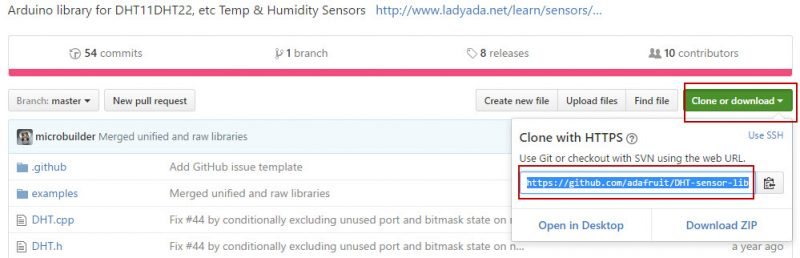 Arduino library for DHT11DHT22, etc Temp & Humidity Sensors http://www.ladyada.net/learn/sensors/...
54 commits 1 branch 8 releases 10 contributors
Branch: master New pull request Create new file Upload files Find file Clone or download
microbuilder Merged unified and raw libraries
Clone with HTTPS Use SSH
Use Git or checkout with SVN using the web URL.
https://github.com/adafruit/DHT-sensor-lib
Open in Desktop Download ZIP
.github Add GitHub issue template
examples Merged unified and raw libraries
DHT.cpp Fix #44 by conditionally excluding unused port and bitmask state on n...
DHT.h Fix #44 by conditionally excluding unused port and bitmask state on n... a year ago